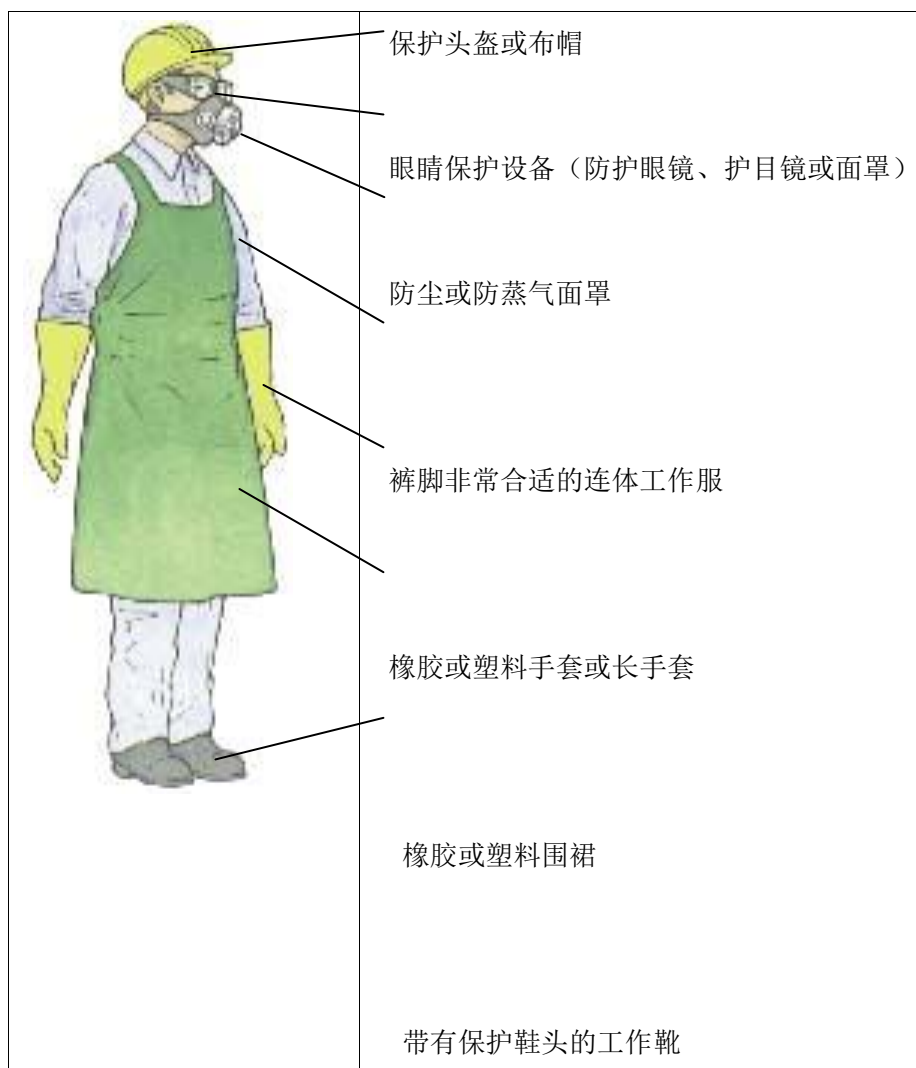 保护头盔或布帽
眼睛保护设备（防护眼镜、护目镜或面罩）
防尘或防蒸气面罩
裤脚非常合适的连体工作服
橡胶或塑料手套或长手套
橡胶或塑料围裙
带有保护鞋头的工作靴